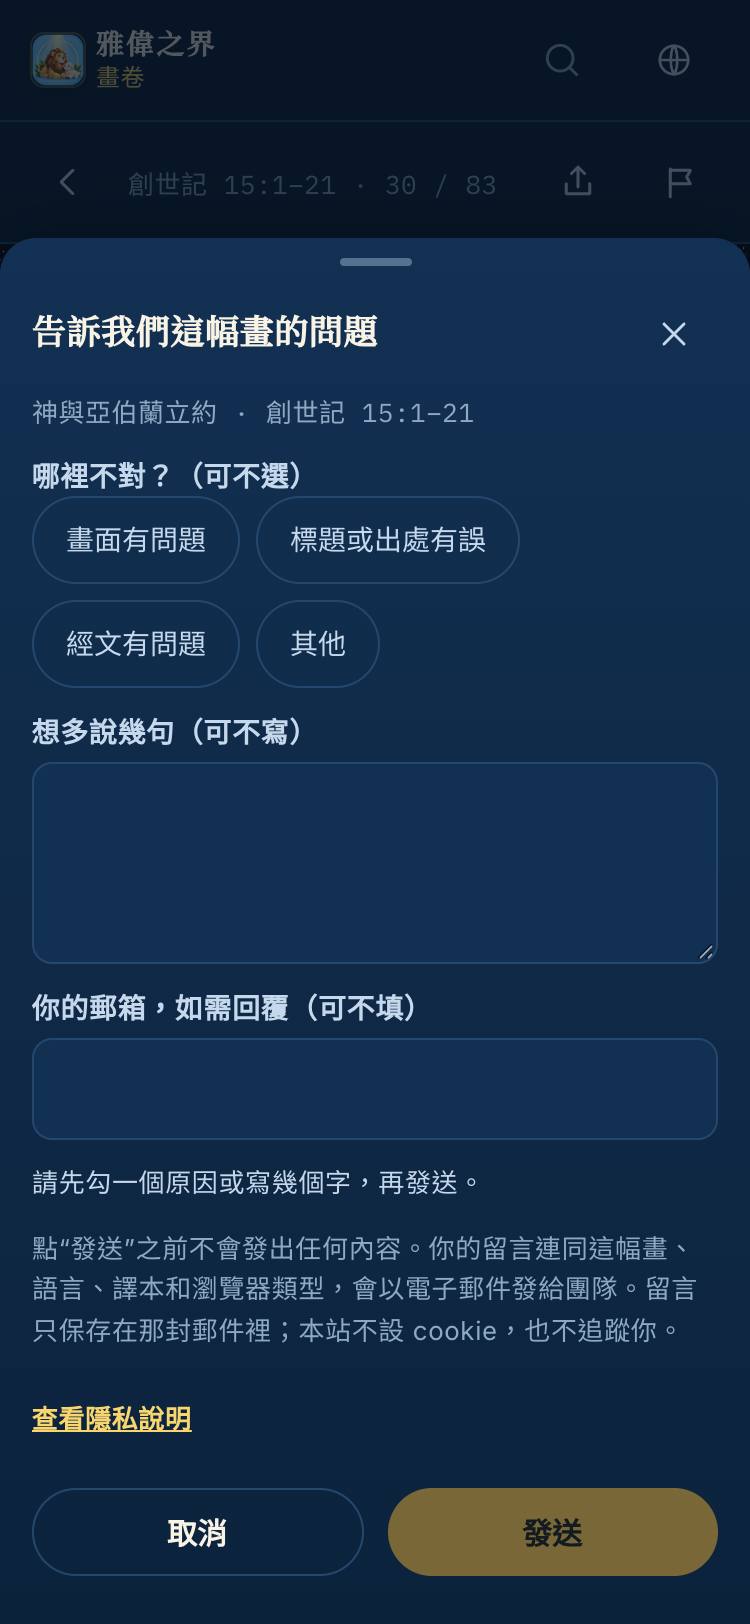 雅偉之界
畫卷
創世記 15:1–21 · 30 / 83
告訴我們這幅畫的問題
神與亞伯蘭立約 · 創世記 15:1–21
哪裡不對？（可不選）
畫面有問題
標題或出處有誤
經文有問題
其他
想多說幾句（可不寫）
你的郵箱，如需回覆（可不填）
請先勾一個原因或寫幾個字，再發送。
點“發送”之前不會發出任何內容。你的留言連同這幅畫、
語言、譯本和瀏覽器類型，會以電子郵件發給團隊。留言
只保存在那封郵件裡；本站不設 cookie，也不追蹤你。
查看隱私說明
取消
發送